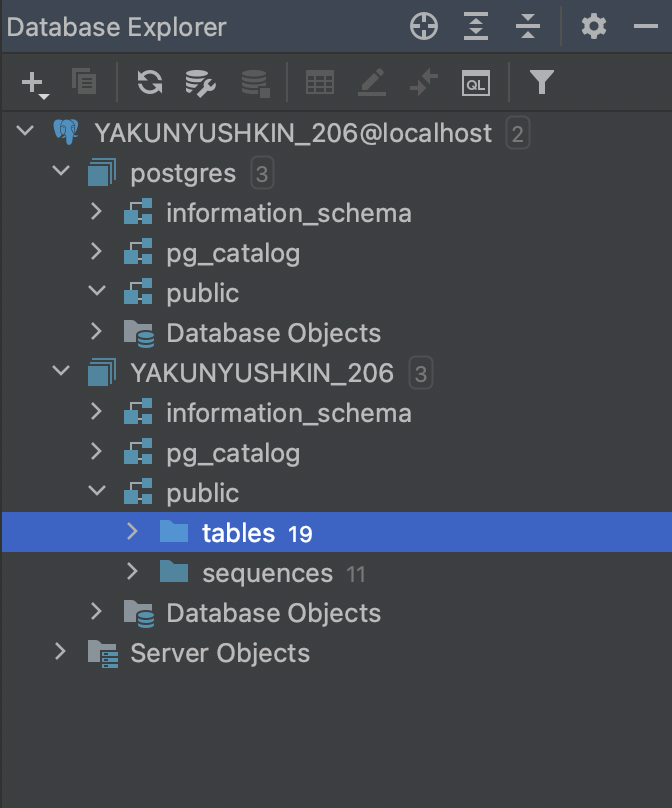 Database Explorer
QL
YAKUNYUSHKIN_206@localhost 2
postgres 3
information_schema
pg_catalog
public
Database Objects
YAKUNYUSHKIN_206 3
information_schema
pg_catalog
public
tables 19
sequences 11
Database Objects
Server Objects